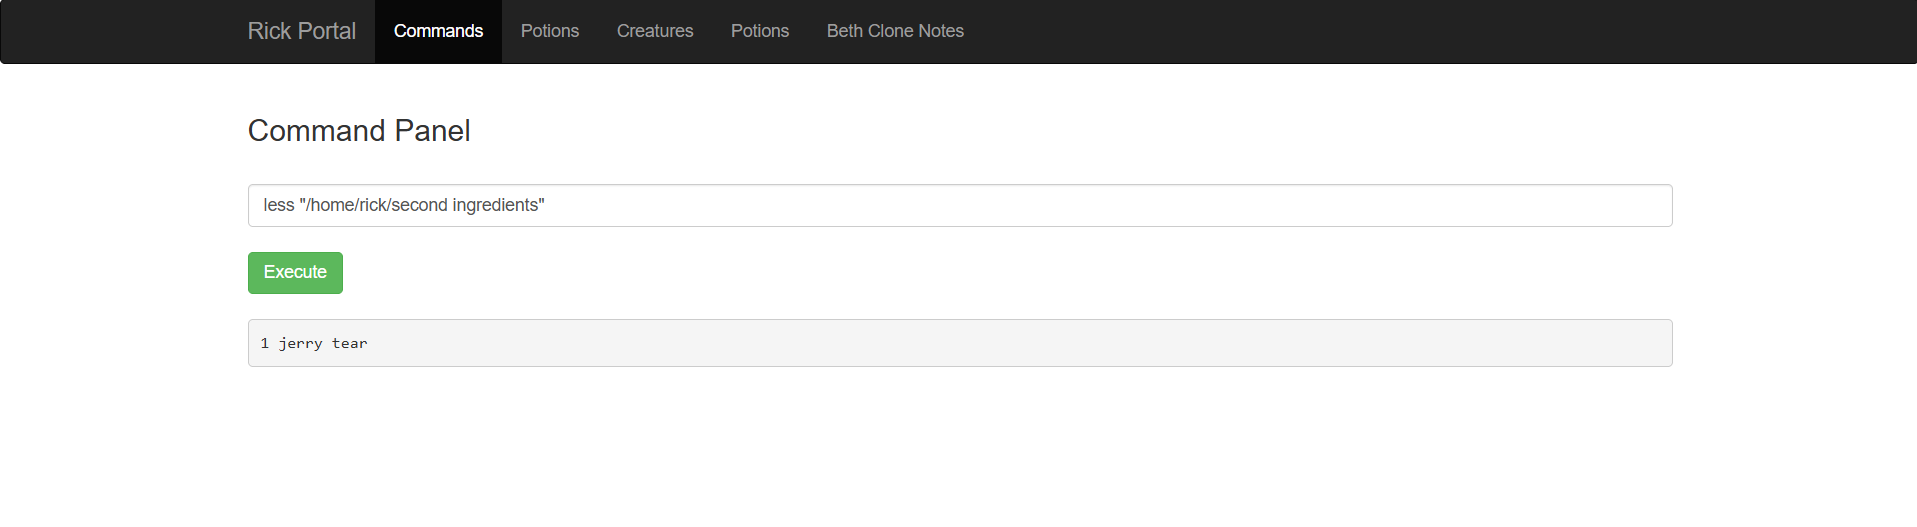 Rick Portal Commands Potions Creatures Potions Beth Clone Notes
Command Panel
less "/home/rick/second ingredients"
Execute
1 jerry tear